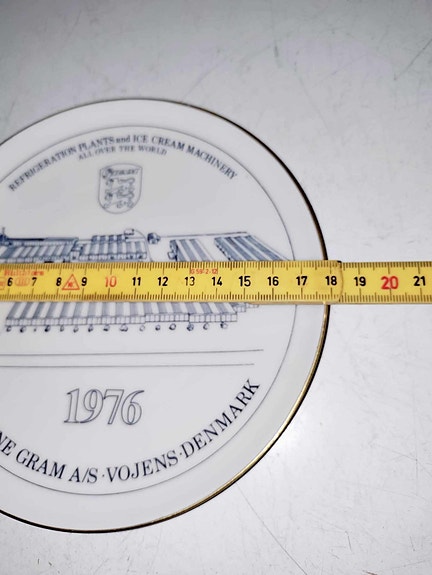 REFRIGERATION PLANTS and ICE CREAM MACHINERY
ALL OVER THE WORLD
6 7 8 9 10 11 12 13 14 15 16 17 18 19 20 21
1976
NE GRAM A/S · VOJENS · DENMARK